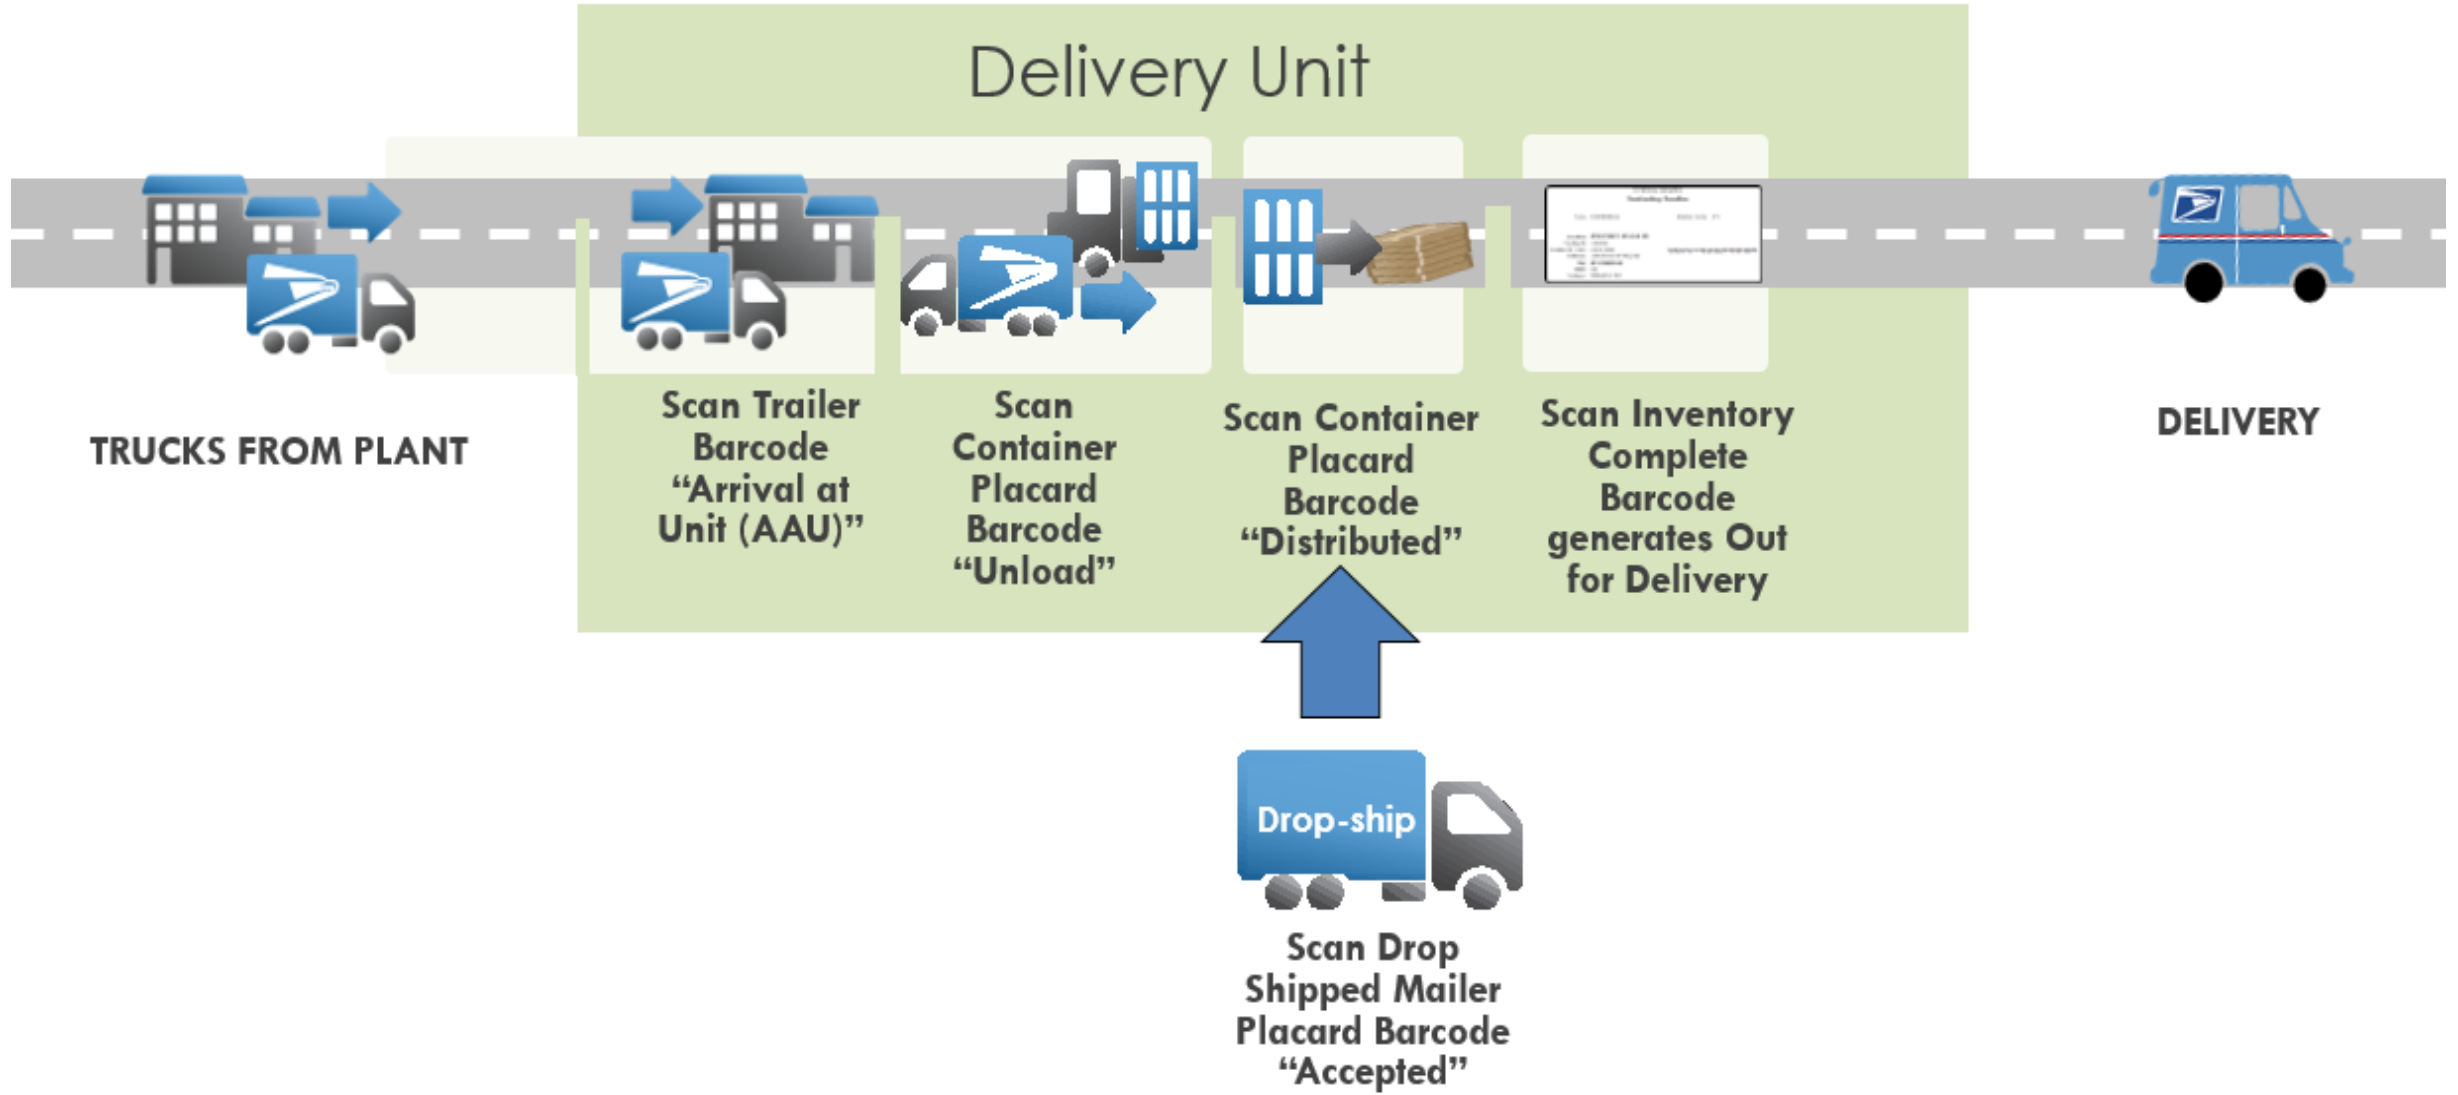 Delivery Unit
TRUCKS FROM PLANT
Scan Trailer
Barcode
“Arrival at
Unit (AAU)”
Scan
Container
Placard
Barcode
“Unload”
Scan Container
Placard
Barcode
“Distributed”
Scan Inventory
Complete
Barcode
generates Out
for Delivery
DELIVERY
Drop-ship
Scan Drop
Shipped Mailer
Placard Barcode
“Accepted”